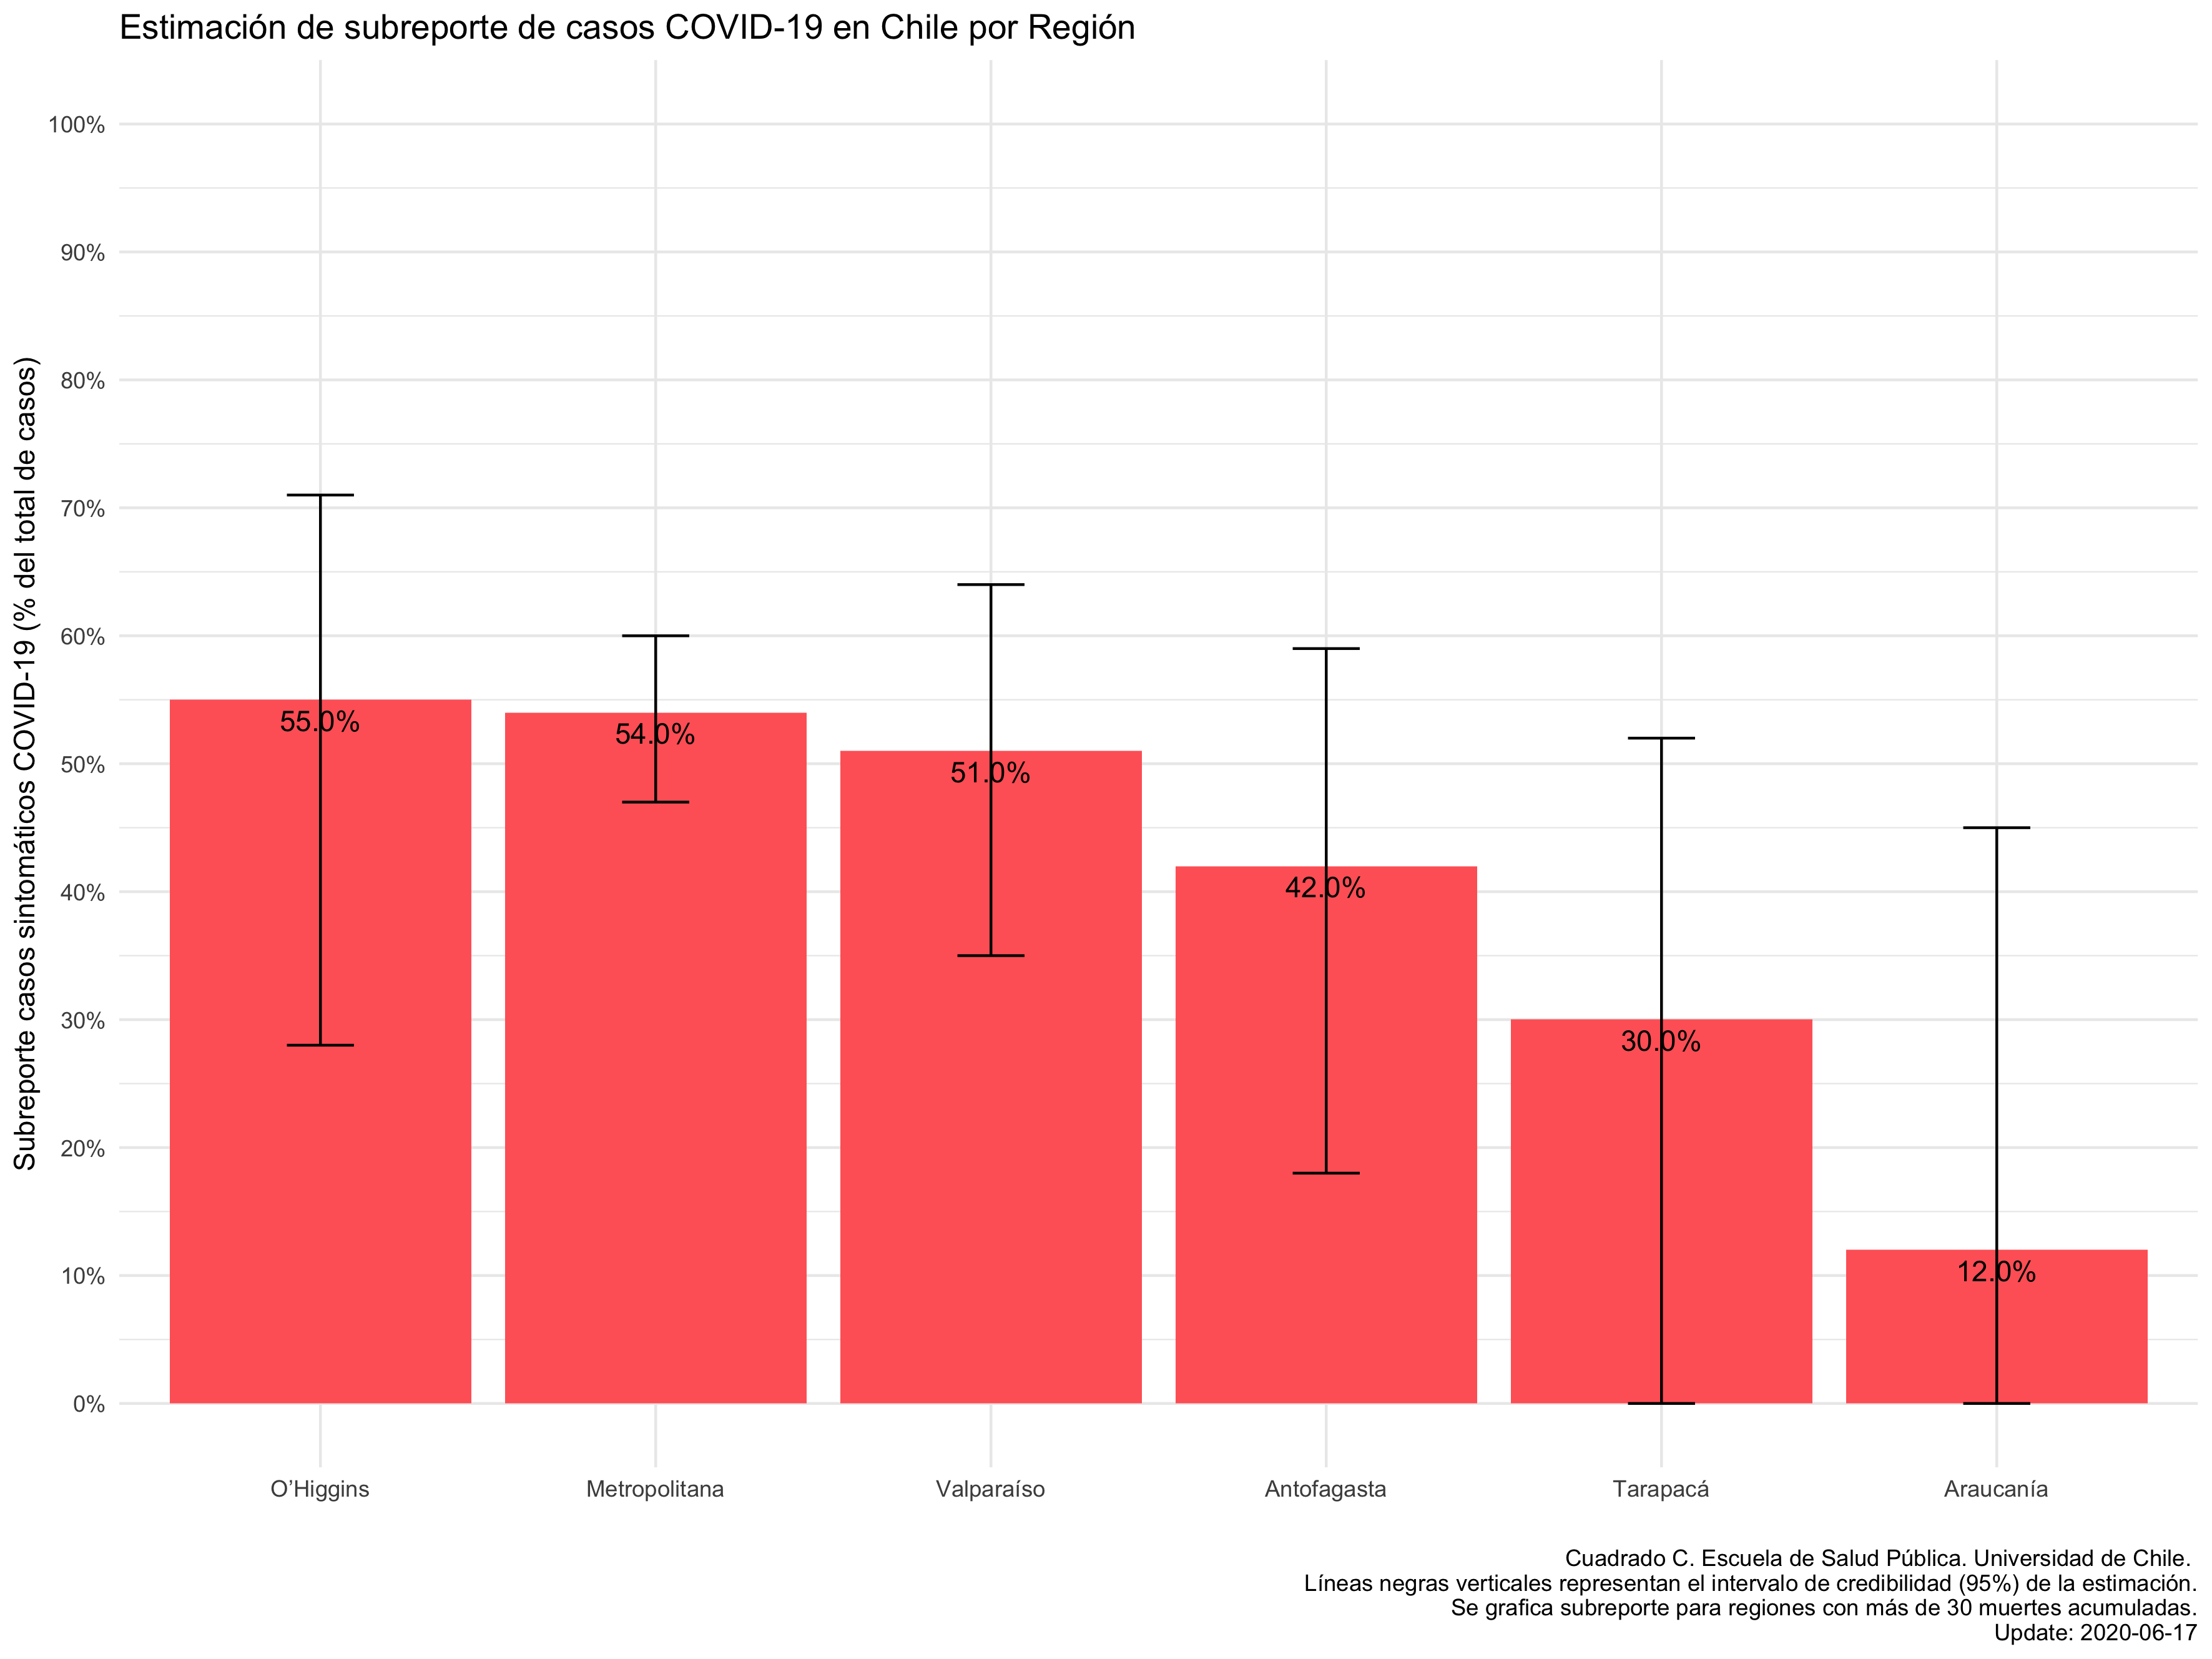 Estimación de subreporte de casos COVID-19 en Chile por Región
Subreporte casos sintomáticos COVID-19 (% del total de casos)
100%
90%
80%
70%
60%
50%
40%
30%
20%
10%
0%
55.0%
54.0%
51.0%
42.0%
30.0%
12.0%
O’Higgins
Metropolitana
Valparaíso
Antofagasta
Tarapacá
Araucanía
Cuadrado C. Escuela de Salud Pública. Universidad de Chile.
Líneas negras verticales representan el intervalo de credibilidad (95%) de la estimación.
Se grafica subreporte para regiones con más de 30 muertes acumuladas.
Update: 2020-06-17